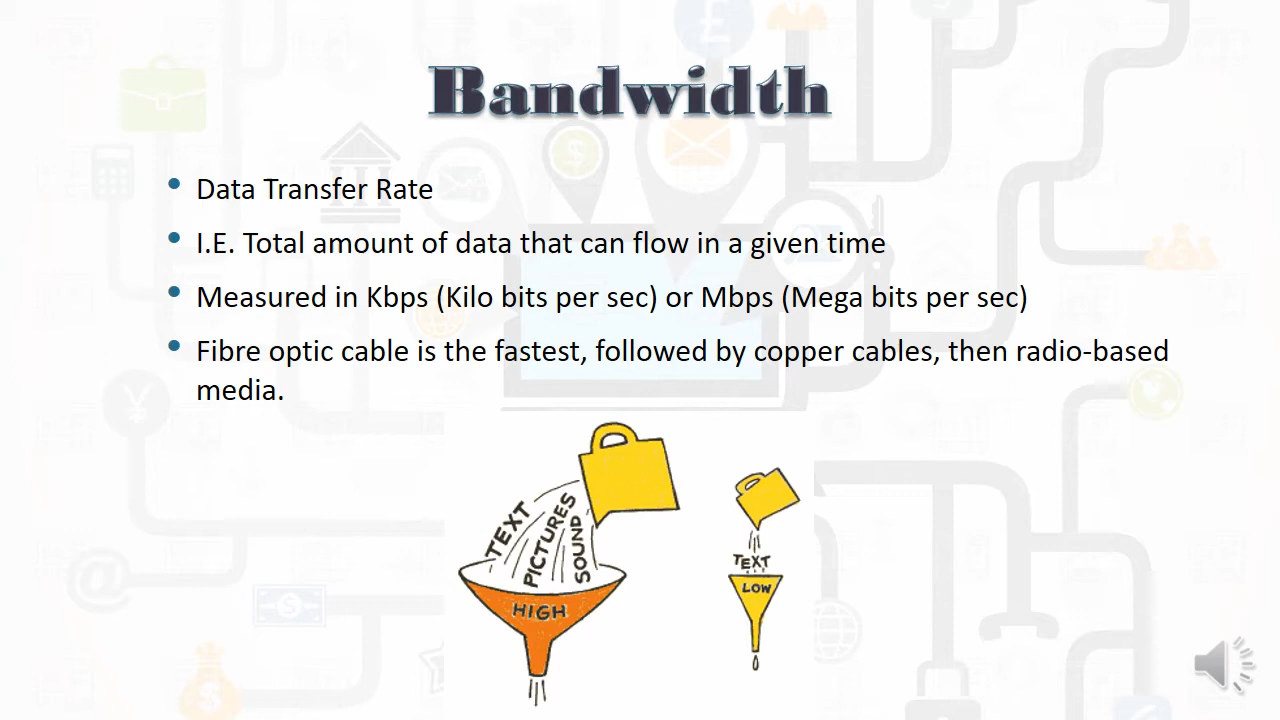 Bandwidth
• Data Transfer Rate
• I.E. Total amount of data that can flow in a given time
• Measured in Kbps (Kilo bits per sec) or Mbps (Mega bits per sec)
• Fibre optic cable is the fastest, followed by copper cables, then radio-based
media.
TEXT
PICTURES
SOUND
HIGH
TEXT
LOW